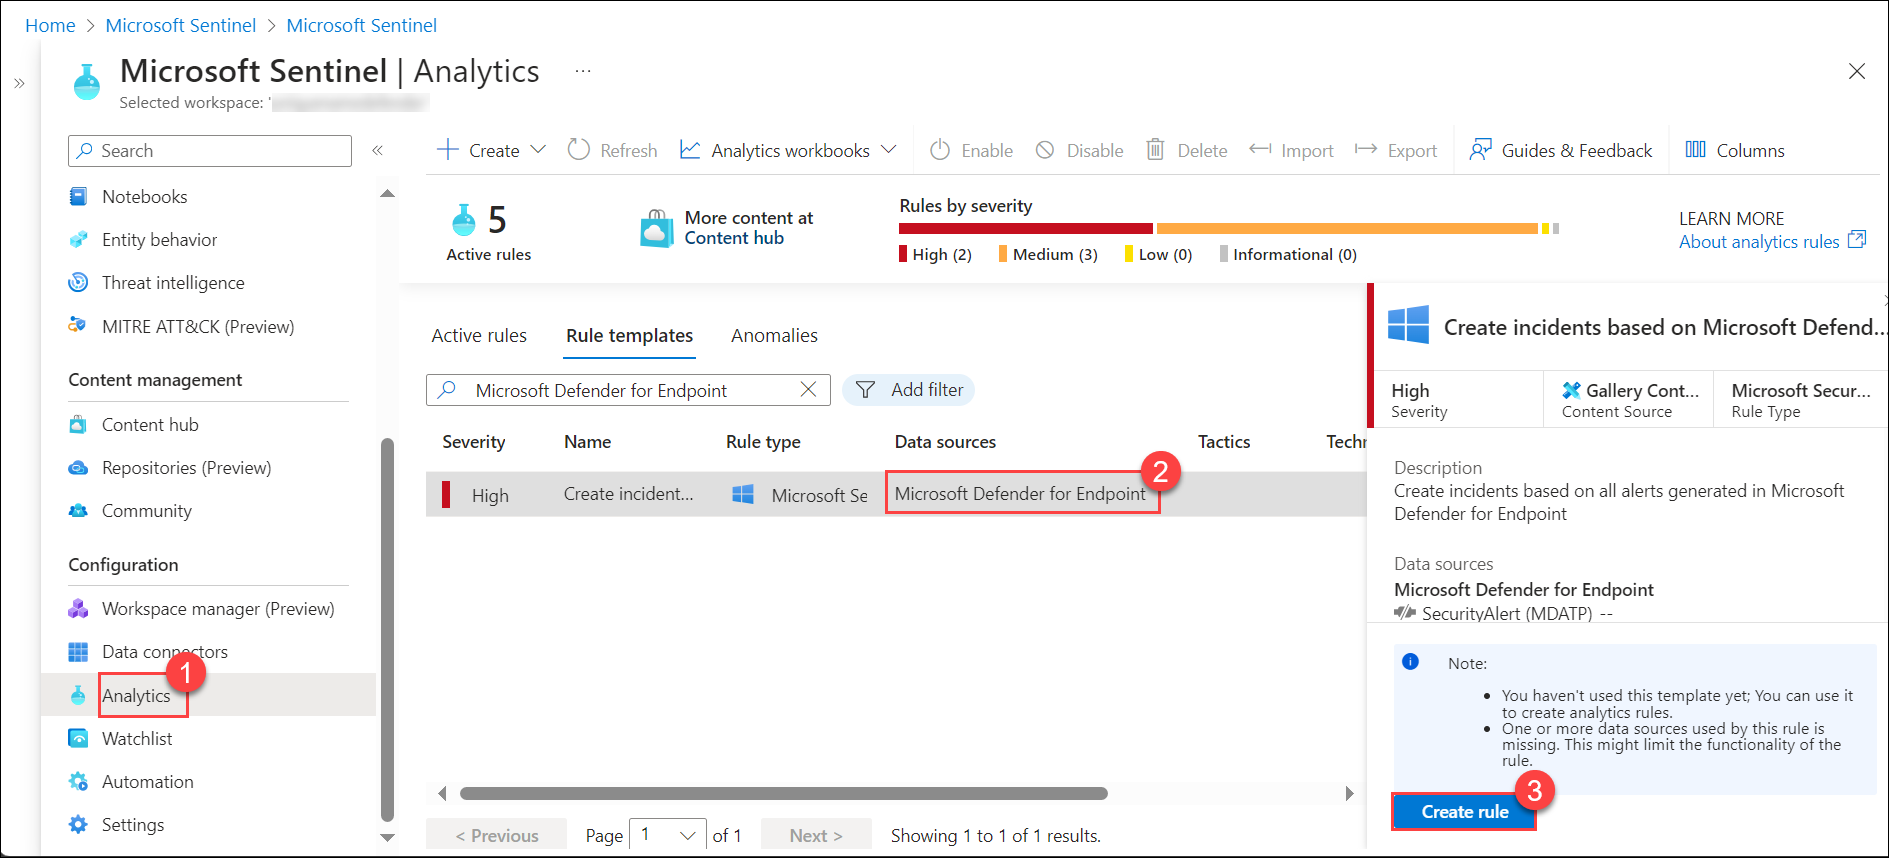 Home > Microsoft Sentinel > Microsoft Sentinel
Microsoft Sentinel | Analytics ...
Selected workspace: '
Search
Notebooks
Entity behavior
Threat intelligence
MITRE ATT&CK (Preview)
Content management
Content hub
Repositories (Preview)
Community
Configuration
Workspace manager (Preview)
Data connectors
1
Analytics
Watchlist
Automation
Settings
Create Refresh Analytics workbooks Enable Disable Delete Import Export Guides & Feedback Columns
5
Active rules
More content at
Content hub
Rules by severity
High (2) Medium (3) Low (0) Informational (0)
LEARN MORE
About analytics rules
Active rules Rule templates Anomalies
Microsoft Defender for Endpoint
Add filter
Severity Name Rule type Data sources Tactics Techn
2
High Create incident... Microsoft Se Microsoft Defender for Endpoint
< Previous Page 1 of 1 Next > Showing 1 to 1 of 1 results.
Create incidents based on Microsoft Defend...
High
Severity
Gallery Cont...
Content Source
Microsoft Secur...
Rule Type
Description
Create incidents based on all alerts generated in Microsoft
Defender for Endpoint
Data sources
Microsoft Defender for Endpoint
SecurityAlert (MDATP) --
Note:
• You haven't used this template yet; You can use it
to create analytics rules.
• One or more data sources used by this rule is
missing. This might limit the functionality of the
rule.
3
Create rule